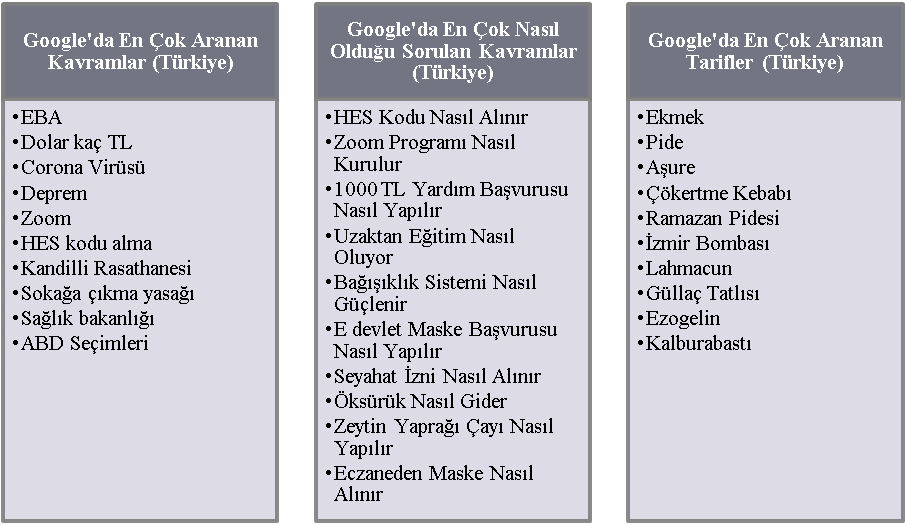 Google'da En Çok Aranan
Kavramlar (Türkiye)
•EBA
•Dolar kaç TL
•Corona Virüsü
•Deprem
•Zoom
•HES kodu alma
•Kandilli Rasathanesi
•Sokağa çıkma yasağı
•Sağlık bakanlığı
•ABD Seçimleri
Google'da En Çok Nasıl
Olduğu Sorulan Kavramlar
(Türkiye)
•HES Kodu Nasıl Alınır
•Zoom Programı Nasıl
Kurulur
•1000 TL Yardım Başvurusu
Nasıl Yapılır
•Uzaktan Eğitim Nasıl
Oluyor
•Bağışıklık Sistemi Nasıl
Güçlenir
•E devlet Maske Başvurusu
Nasıl Yapılır
•Seyahat İzni Nasıl Alınır
•Öksürük Nasıl Gider
•Zeytin Yaprağı Çayı Nasıl
Yapılır
•Eczaneden Maske Nasıl
Alınır
Google'da En Çok Aranan
Tarifler (Türkiye)
•Ekmek
•Pide
•Aşure
•Çökertme Kebabı
•Ramazan Pidesi
•İzmir Bombası
•Lahmacun
•Güllaç Tatlısı
•Ezogelin
•Kalburabastı